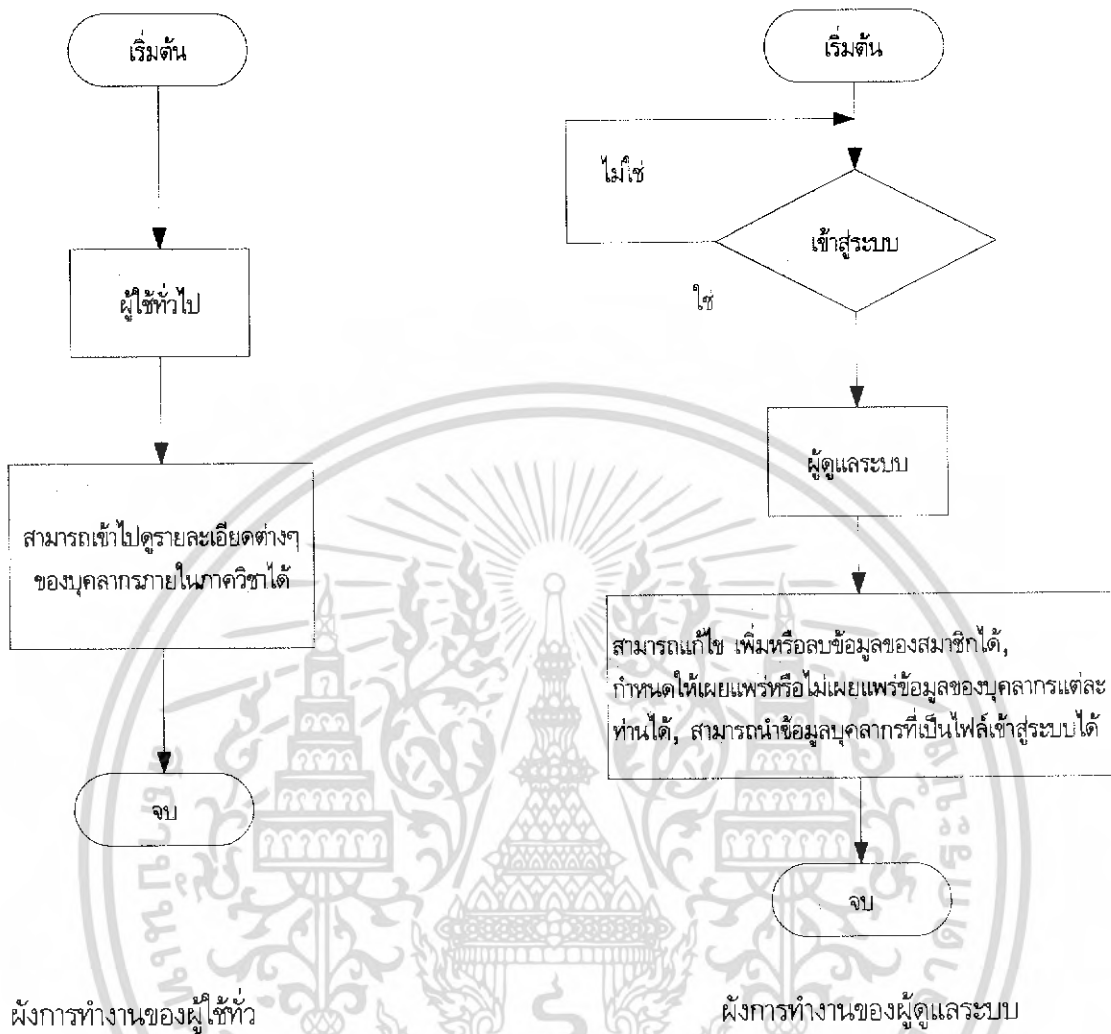 เริ่มต้น
ผู้ใช้ทั่วไป
สามารถเข้าไปดูรายละเอียดต่างๆ
ของบุคลากรภายในภาควิชาได้
จบ
ผังการทำงานของผู้ใช้ทั่ว
เริ่มต้น
ไม่ใช่
เข้าสู่ระบบ
ใช่
ผู้ดูแลระบบ
สามารถแก้ไข เพิ่มหรือลบข้อมูลของสมาชิกได้,
กำหนดให้เผยแพร่หรือไม่เผยแพร่ข้อมูลของบุคลากรแต่ละ
ท่านได้, สามารถนำข้อมูลบุคลากรที่เป็นไฟล์เข้าสู่ระบบได้
จบ
ผังการทำงานของผู้ดูแลระบบ